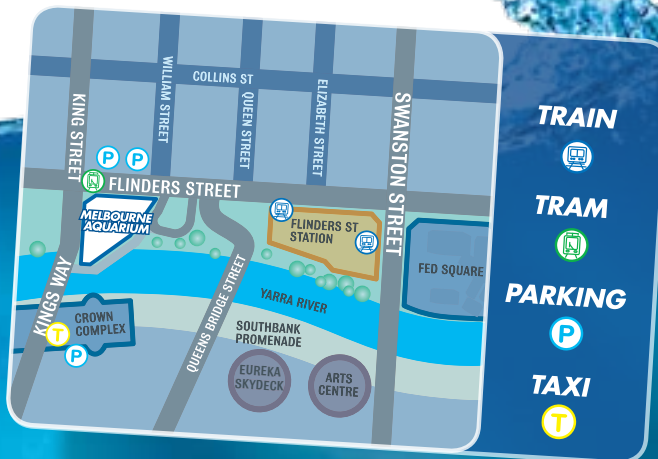 COLLINS ST
WILLIAM STREET
QUEEN STREET
ELIZABETH STREET
KING STREET
SWANSTON STREET
P
P
FLINDERS STREET
MELBOURNE
AQUARIUM
FLINDERS ST
STATION
FED SQUARE
KINGS WAY
YARRA RIVER
QUEENS BRIDGE STREET
CROWN
COMPLEX
T
P
SOUTHBANK
PROMENADE
EUREKA
SKYDECK
ARTS
CENTRE
TRAIN
TRAM
PARKING
P
TAXI
T